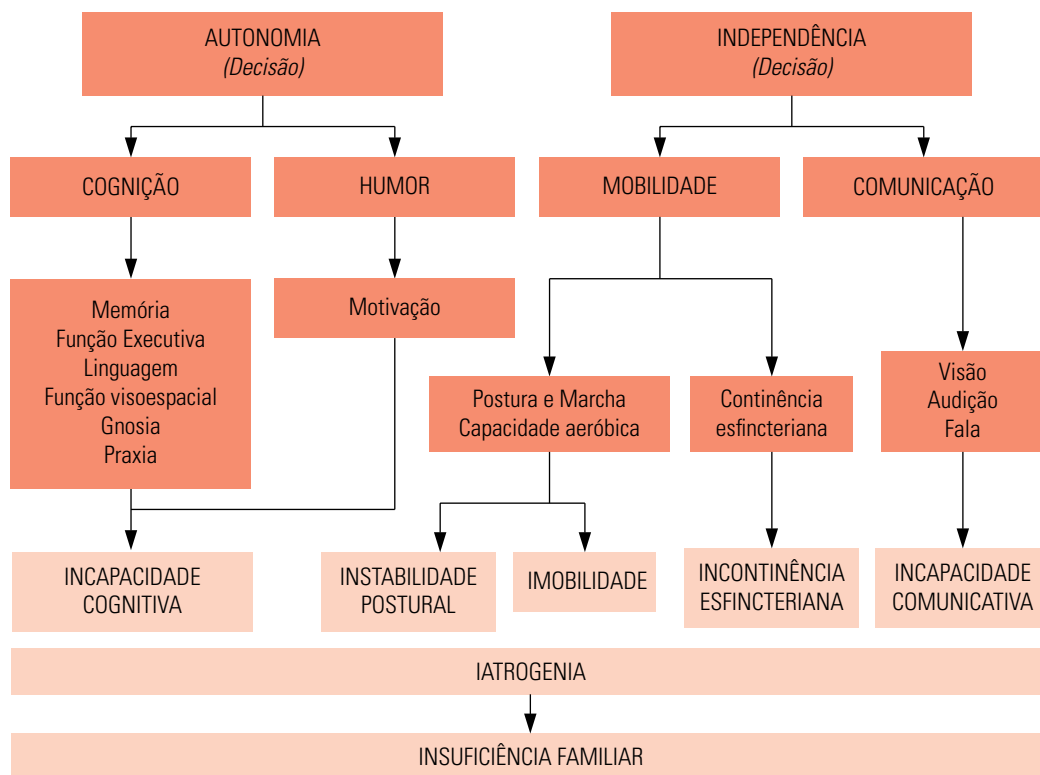 AUTONOMIA
(Decisão)
INDEPENDÊNCIA
(Decisão)
COGNIÇÃO
HUMOR
MOBILIDADE
COMUNICAÇÃO
Memória
Função Executiva
Linguagem
Função visoespacial
Gnosia
Praxia
Motivação
Postura e Marcha
Capacidade aeróbica
Continência
esfincteriana
Visão
Audição
Fala
INCAPACIDADE
COGNITIVA
INSTABILIDADE
POSTURAL
IMOBILIDADE
INCONTINÊNCIA
ESFINCTERIANA
INCAPACIDADE
COMUNICATIVA
IATROGENIA
INSUFICIÊNCIA FAMILIAR